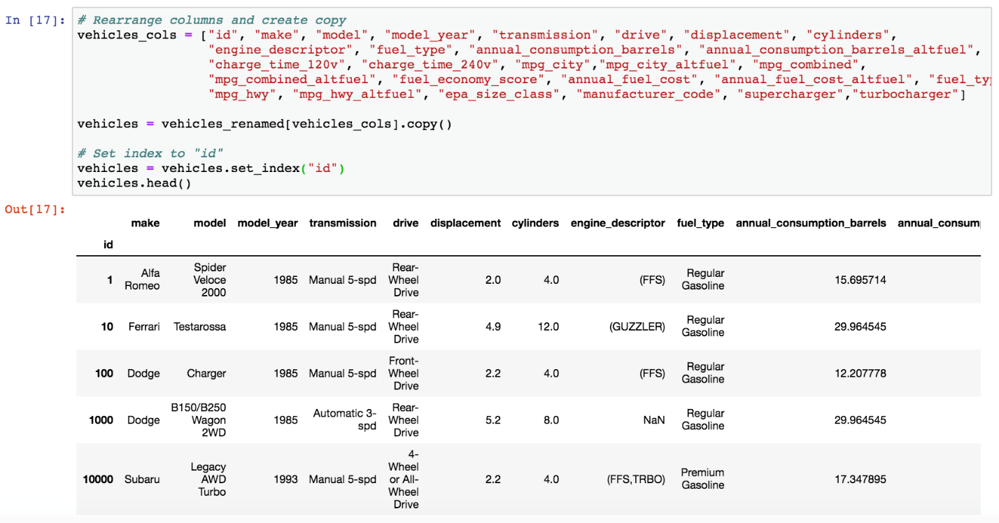 In [17]: # Rearrange columns and create copy
vehicles_cols = ["id", "make", "model", "model_year", "transmission", "drive", "displacement", "cylinders",
"engine_descriptor", "fuel_type", "annual_consumption_barrels", "annual_consumption_barrels_altfuel",
"charge_time_120v", "charge_time_240v", "mpg_city","mpg_city_altfuel", "mpg_combined",
"mpg_combined_altfuel", "fuel_economy_score", "annual_fuel_cost", "annual_fuel_cost_altfuel",
"mpg_hwy", "mpg_hwy_altfuel", "epa_size_class", "manufacturer_code", "supercharger","turbocharger"]
vehicles = vehicles_renamed[vehicles_cols].copy()
# Set index to "id"
vehicles = vehicles.set_index("id")
vehicles.head()
Out[17]:
make model model_year transmission drive displacement cylinders engine_descriptor fuel_type annual_consumption_barrels
id
1 Alfa Romeo Spider Veloce 2000 1985 Manual 5-spd Rear-Wheel Drive 2.0 4.0 (FFS) Regular Gasoline 15.695714
10 Ferrari Testarossa 1985 Manual 5-spd Rear-Wheel Drive 4.9 12.0 (GUZZLER) Regular Gasoline 29.964545
100 Dodge Charger 1985 Manual 5-spd Front-Wheel Drive 2.2 4.0 (FFS) Regular Gasoline 12.207778
1000 Dodge B150/B250 Wagon 2WD 1985 Automatic 3-spd Rear-Wheel Drive 5.2 8.0 NaN Regular Gasoline 29.964545
10000 Subaru Legacy AWD Turbo 1993 Manual 5-spd 4-Wheel or All-Wheel Drive 2.2 4.0 (FFS,TRBO) Premium Gasoline 17.347895